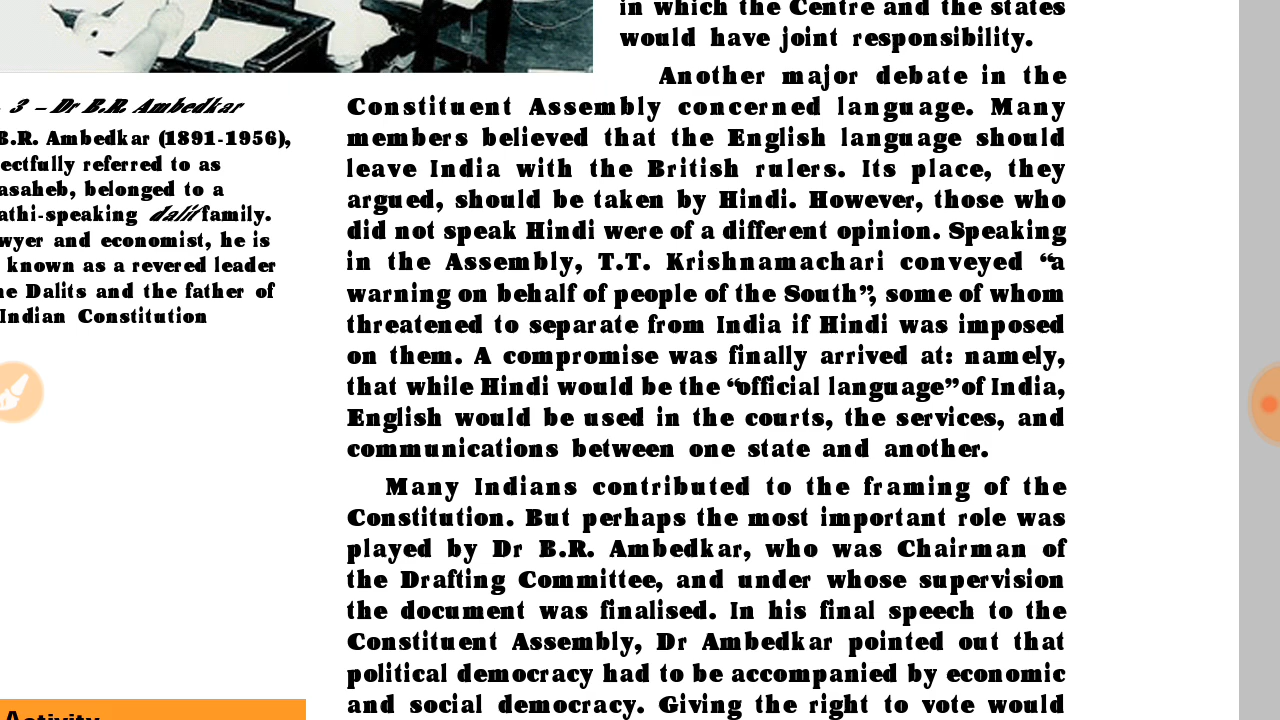 in which the Centre and the states
would have joint responsibility.
Another major debate in the
Constituent Assembly concerned language. Many
members believed that the English language should
leave India with the British rulers. Its place, they
argued, should be taken by Hindi. However, those who
did not speak Hindi were of a different opinion. Speaking
in the Assembly, T.T. Krishnamachari conveyed “a
warning on behalf of people of the South”, some of whom
threatened to separate from India if Hindi was imposed
on them. A compromise was finally arrived at: namely,
that while Hindi would be the “official language” of India,
English would be used in the courts, the services, and
communications between one state and another.
Many Indians contributed to the framing of the
Constitution. But perhaps the most important role was
played by Dr B.R. Ambedkar, who was Chairman of
the Drafting Committee, and under whose supervision
the document was finalised. In his final speech to the
Constituent Assembly, Dr Ambedkar pointed out that
political democracy had to be accompanied by economic
and social democracy. Giving the right to vote would
3 – Dr B.R. Ambedkar
B.R. Ambedkar (1891-1956),
ectfully referred to as
asaheb, belonged to a
athi-speaking dalit family.
wyer and economist, he is
known as a revered leader
he Dalits and the father of
Indian Constitution
Activity